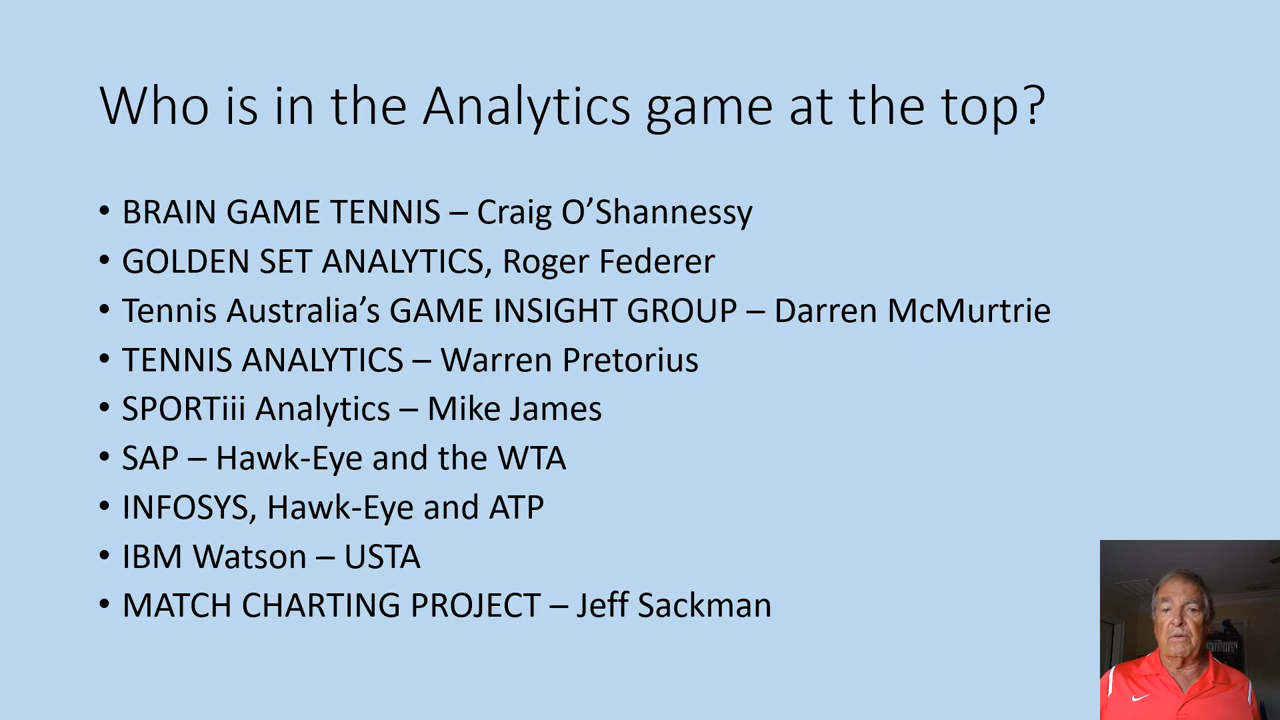 Who is in the Analytics game at the top?
• BRAIN GAME TENNIS – Craig O’Shannessy
• GOLDEN SET ANALYTICS, Roger Federer
• Tennis Australia’s GAME INSIGHT GROUP – Darren McMurtrie
• TENNIS ANALYTICS – Warren Pretorius
• SPORTiii Analytics – Mike James
• SAP – Hawk-Eye and the WTA
• INFOSYS, Hawk-Eye and ATP
• IBM Watson – USTA
• MATCH CHARTING PROJECT – Jeff Sackman